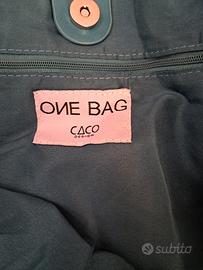 ONE BAG
CACO
DESIGN
subito